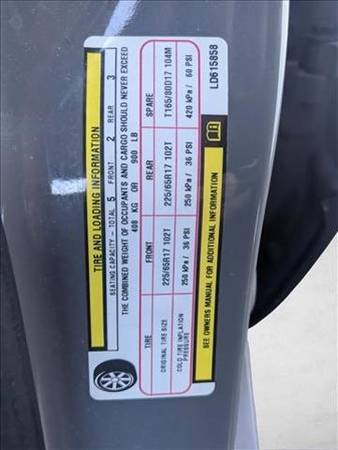 TIRE AND LOADING INFORMATION
SEATING CAPACITY - TOTAL 5 FRONT 2 REAR 3
THE COMBINED WEIGHT OF OCCUPANTS AND CARGO SHOULD NEVER EXCEED
408 KG OR 900 LB
TIRE FRONT REAR SPARE
ORIGINAL TIRE SIZE 225/65R17 102T 225/65R17 102T T165/80D17 104M
COLD TIRE INFLATION PRESSURE 250 kPa / 36 PSI 250 kPa / 36 PSI 420 kPa / 60 PSI
SEE OWNERS MANUAL FOR ADDITIONAL INFORMATION
LD615858